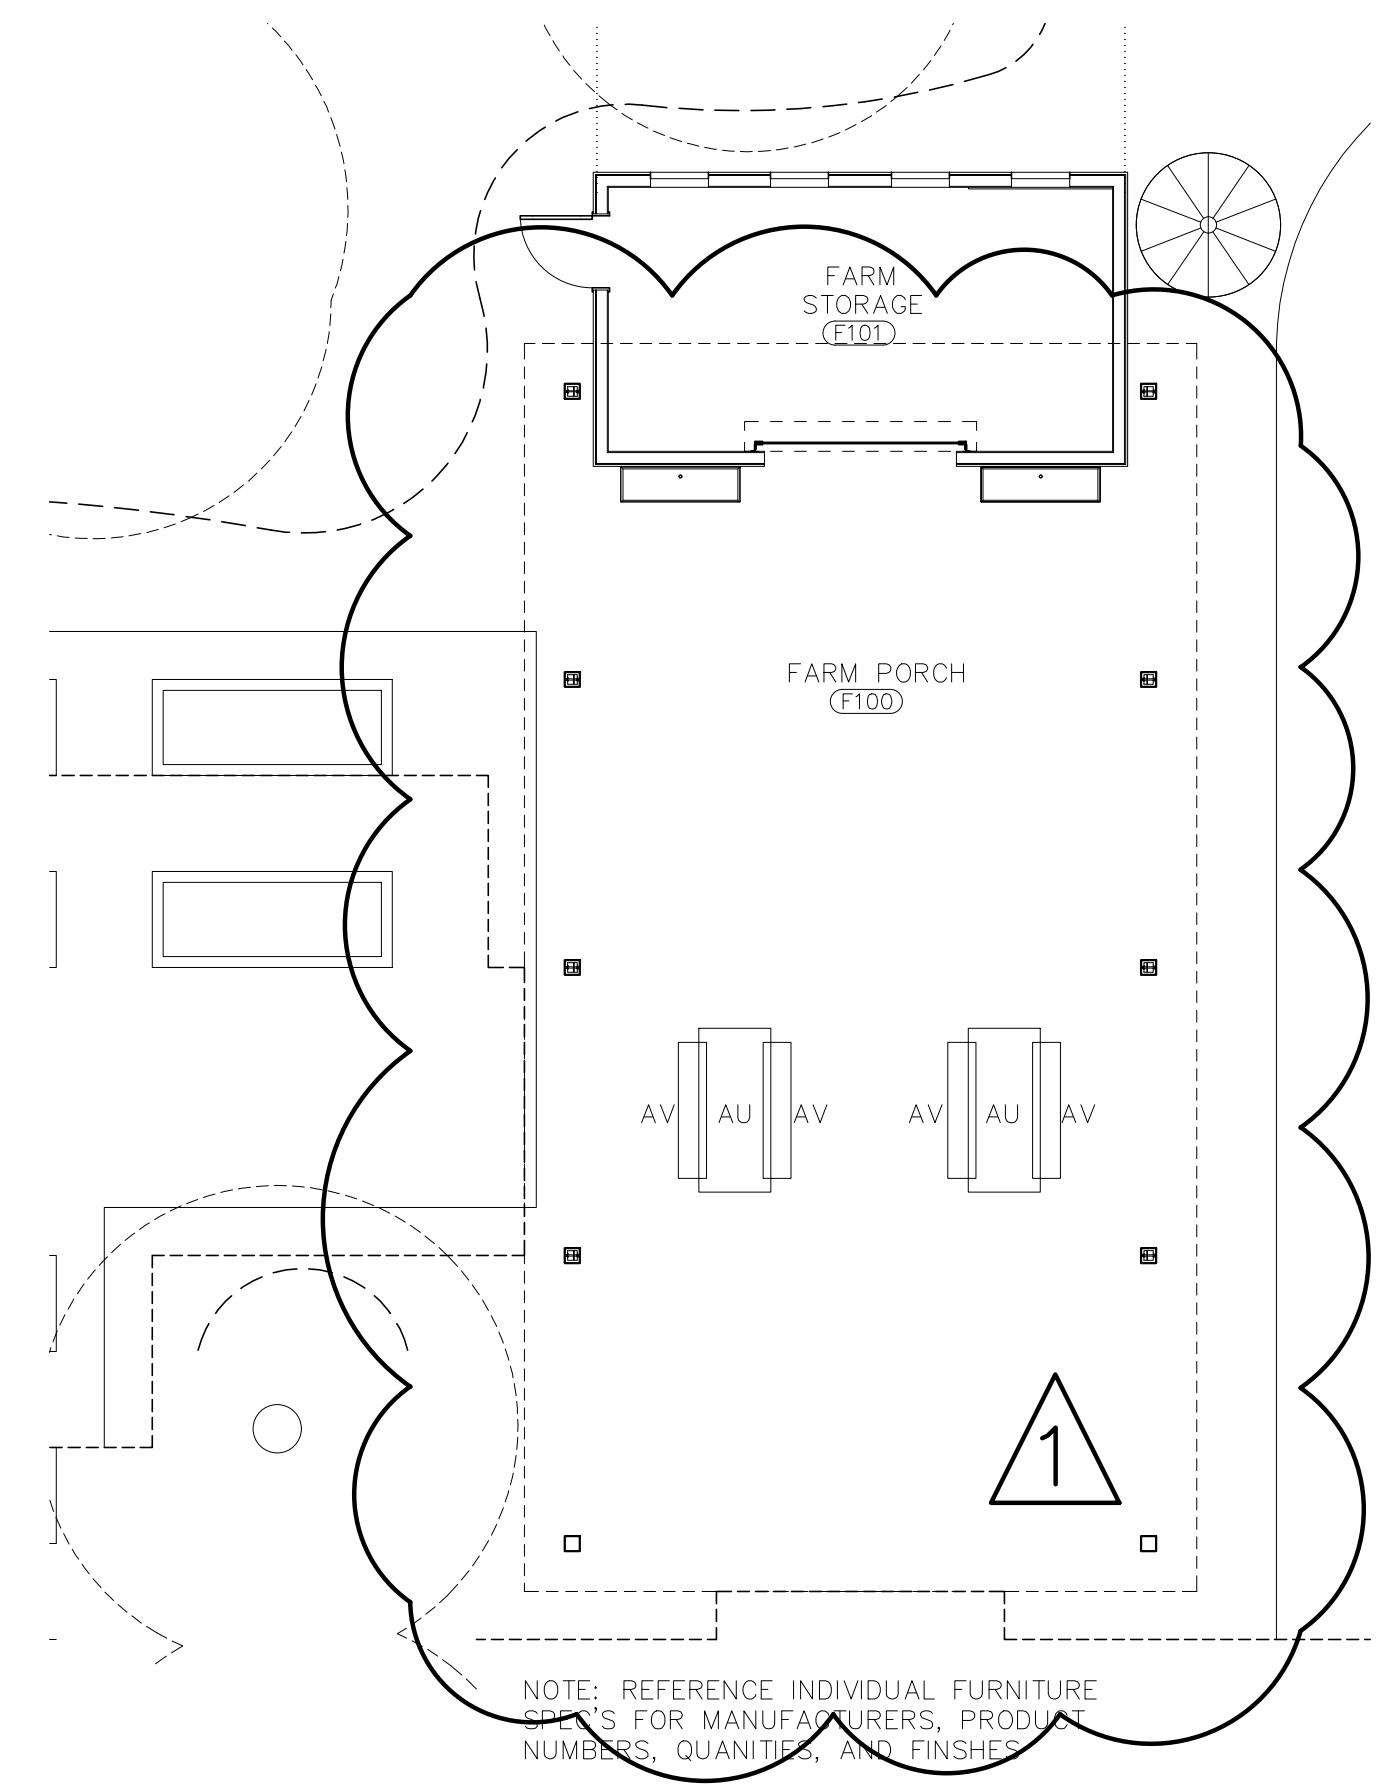 FARM
STORAGE
F101
FARM PORCH
F100
AV AU AV AV AU AV
1
NOTE: REFERENCE INDIVIDUAL FURNITURE
SPEC'S FOR MANUFACTURERS, PRODUCT
NUMBERS, QUANITIES, AND FINSHES